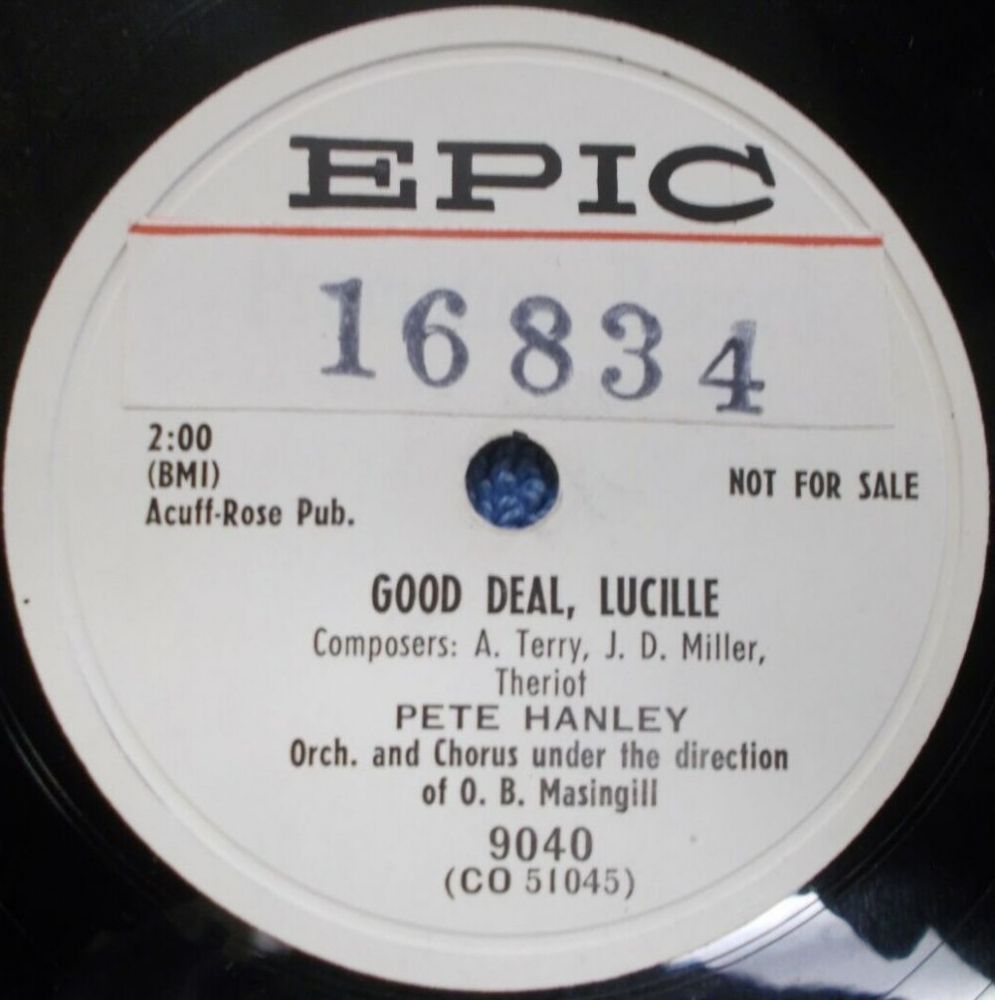 EPIC
16834
2:00
(BMI)
Acuff-Rose Pub.
NOT FOR SALE
GOOD DEAL, LUCILLE
Composers: A. Terry, J. D. Miller,
Theriot
PETE HANLEY
Orch. and Chorus under the direction
of O. B. Masingill
9040
(CO 51045)